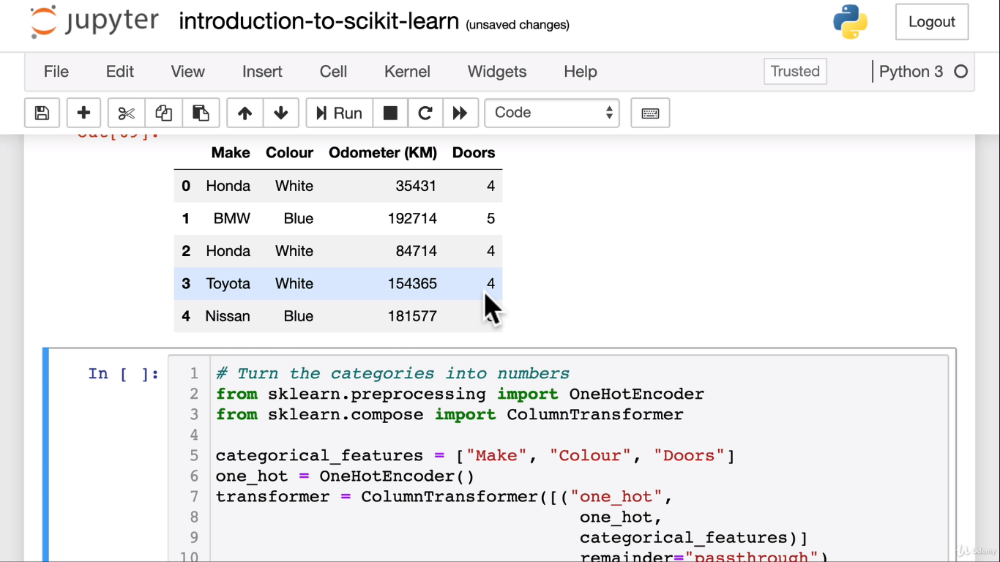 jupyter introduction-to-scikit-learn (unsaved changes) Logout
File Edit View Insert Cell Kernel Widgets Help Trusted Python 3
Run Code
Make Colour Odometer (KM) Doors
0 Honda White 35431 4
1 BMW Blue 192714 5
2 Honda White 84714 4
3 Toyota White 154365 4
4 Nissan Blue 181577
In [ ]:
1 # Turn the categories into numbers
2 from sklearn.preprocessing import OneHotEncoder
3 from sklearn.compose import ColumnTransformer
4
5 categorical_features = ["Make", "Colour", "Doors"]
6 one_hot = OneHotEncoder()
7 transformer = ColumnTransformer([("one_hot",
8 one_hot,
9 categorical_features)]
10 remainder="passthrough")
Udemy